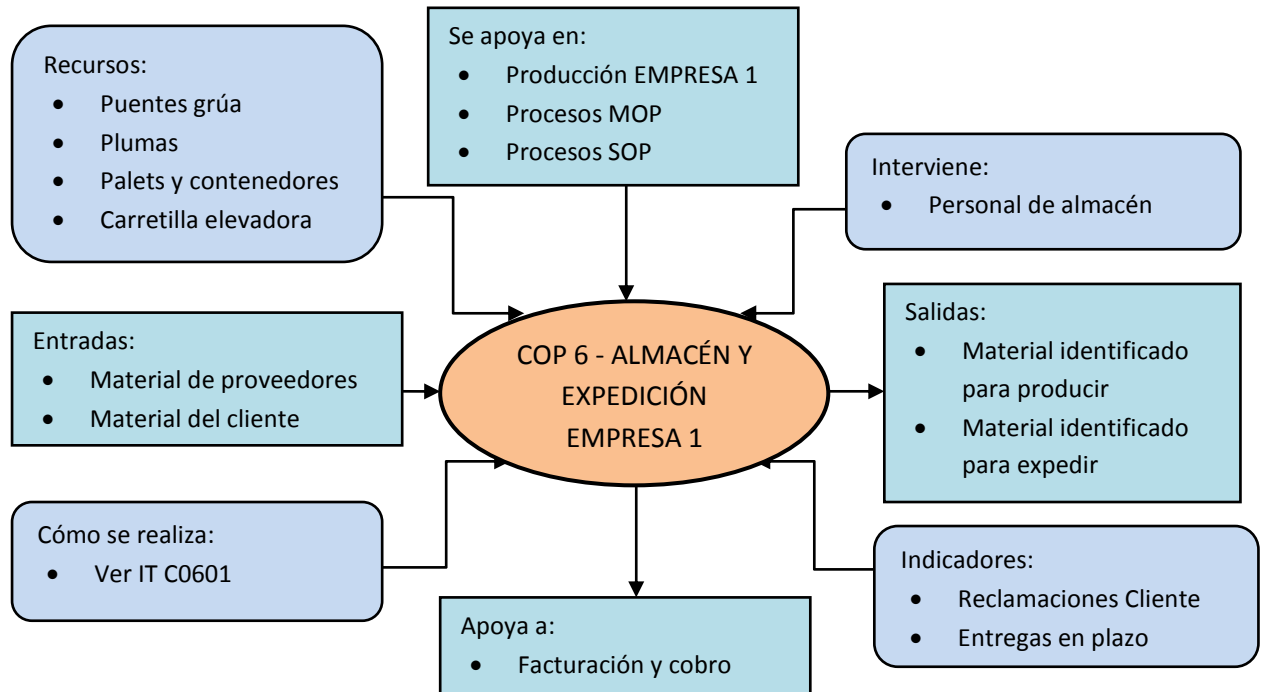 Recursos:
• Puentes grúa
• Plumas
• Palets y contenedores
• Carretilla elevadora
Se apoya en:
• Producción EMPRESA 1
• Procesos MOP
• Procesos SOP
Interviene:
• Personal de almacén
Entradas:
• Material de proveedores
• Material del cliente
COP 6 - ALMACÉN Y
EXPEDICIÓN
EMPRESA 1
Salidas:
• Material identificado
para producir
• Material identificado
para expedir
Cómo se realiza:
• Ver IT C0601
Apoya a:
• Facturación y cobro
Indicadores:
• Reclamaciones Cliente
• Entregas en plazo